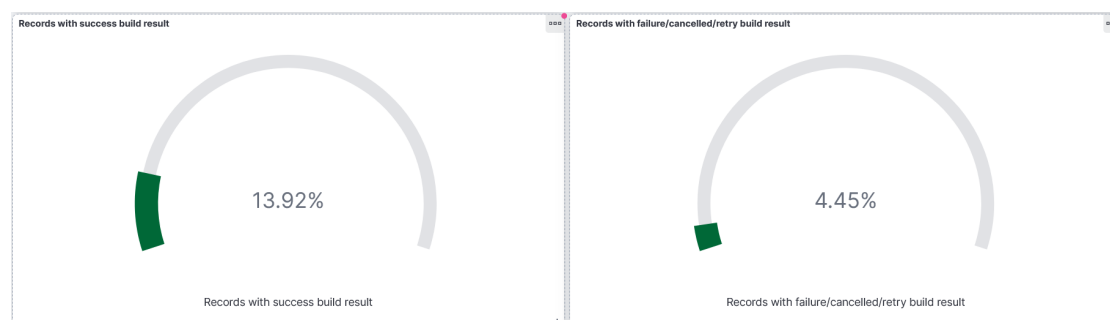 Records with success build result
13.92%
Records with success build result
Records with failure/cancelled/retry build result
4.45%
Records with failure/cancelled/retry build result